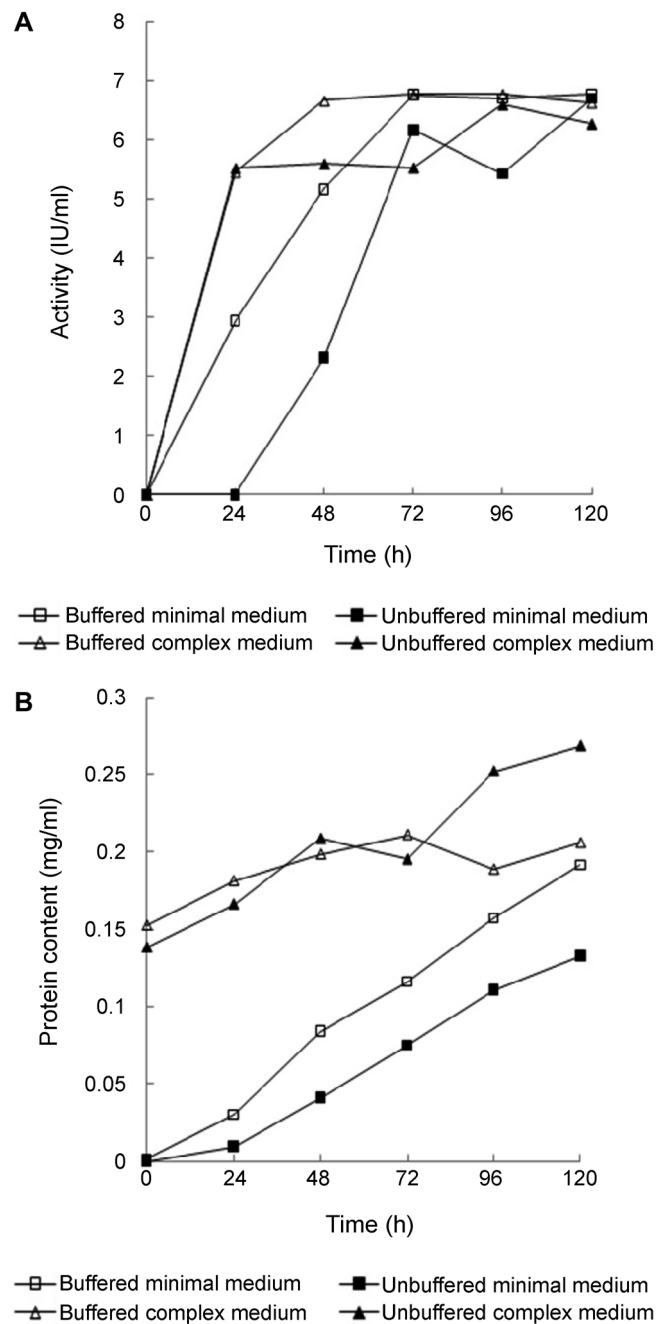 A
8
7
6
5
4
3
2
1
0
Activity (IU/ml)
0 24 48 72 96 120
Time (h)
Buffered minimal medium Unbuffered minimal medium
Buffered complex medium Unbuffered complex medium
B
0.3
0.25
0.2
0.15
0.1
0.05
0
Protein content (mg/ml)
0 24 48 72 96 120
Time (h)
Buffered minimal medium Unbuffered minimal medium
Buffered complex medium Unbuffered complex medium